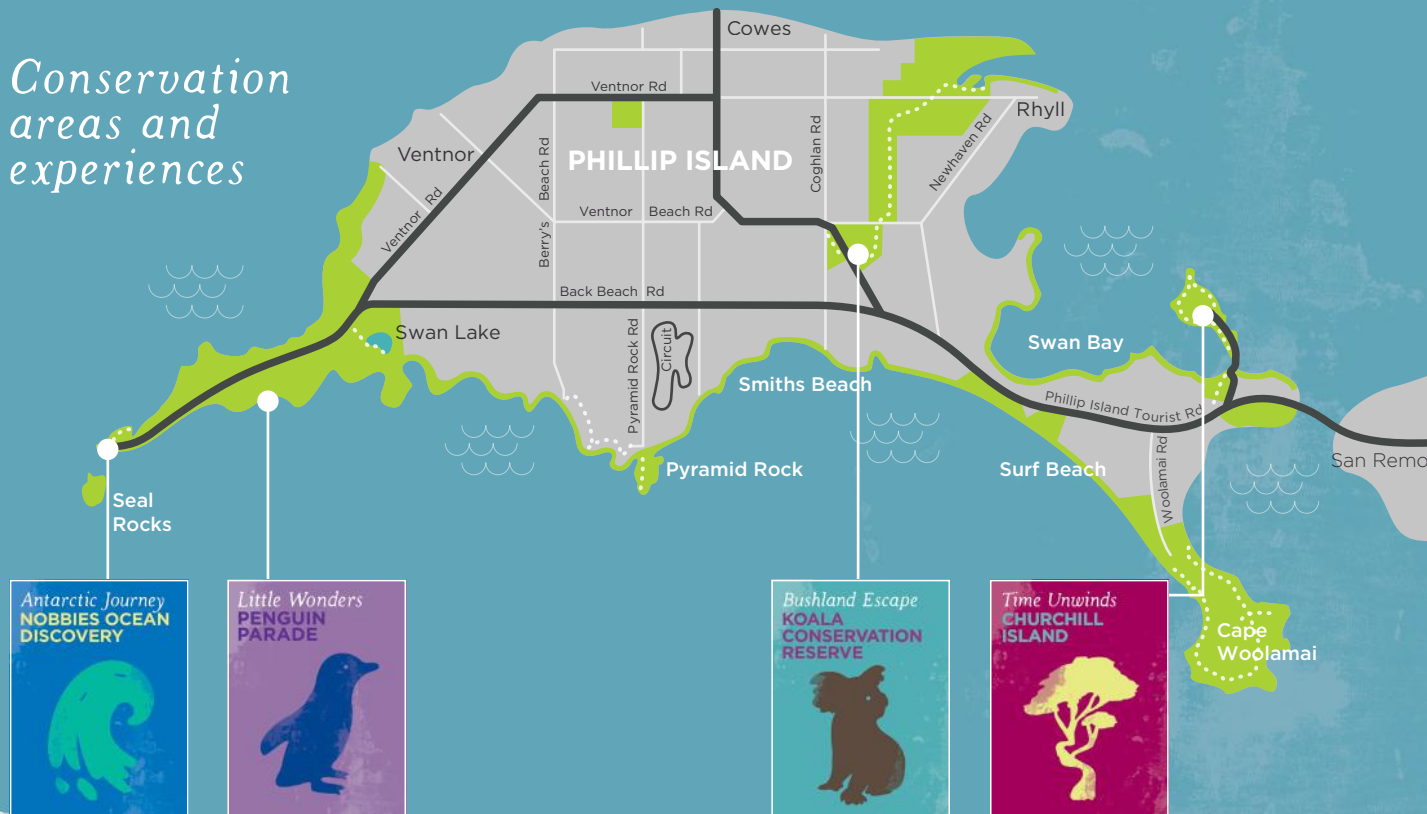 Conservation
areas and
experiences
Cowes
Ventnor Rd
Rhyll
Ventnor
PHILLIP ISLAND
Beach Rd
Coghlan Rd
Newhaven Rd
Ventnor Rd
Ventnor Beach Rd
Berry's
Back Beach Rd
Swan Lake
Pyramid Rock Rd
Circuit
Swan Bay
Smiths Beach
Phillip Island Tourist Rd
Pyramid Rock
Surf Beach
Woolamai Rd
San Remo
Seal
Rocks
Cape
Woolamai
Antarctic Journey
NOBBIES OCEAN
DISCOVERY
Little Wonders
PENGUIN
PARADE
Bushland Escape
KOALA
CONSERVATION
RESERVE
Time Unwinds
CHURCHILL
ISLAND